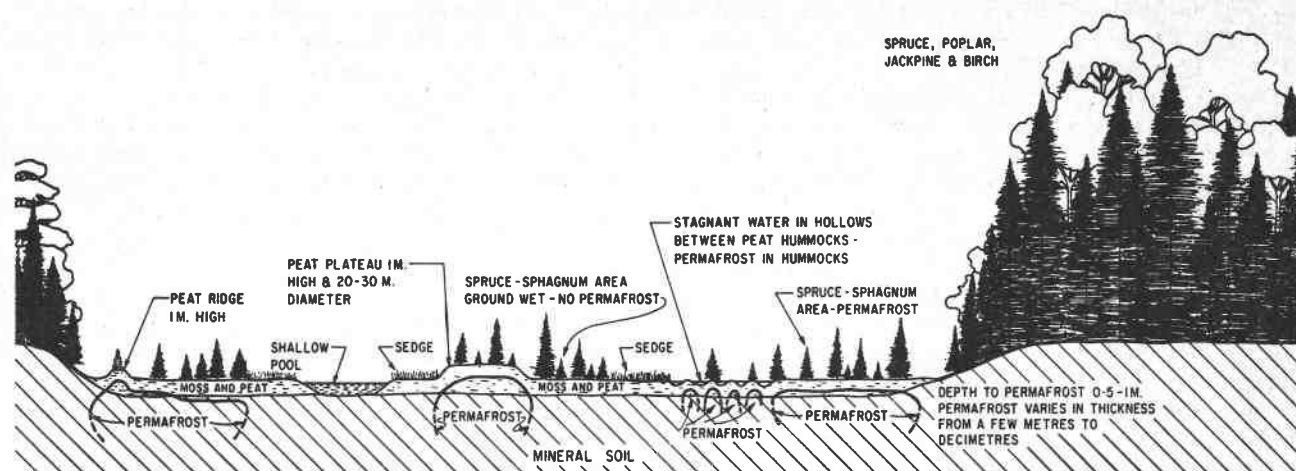 SPRUCE, POPLAR,
JACKPINE & BIRCH
STAGNANT WATER IN HOLLOWS
BETWEEN PEAT HUMMOCKS -
PERMAFROST IN HUMMOCKS
PEAT PLATEAU 1M.
HIGH & 20-30 M.
DIAMETER
SPRUCE-SPHAGNUM AREA
GROUND WET - NO PERMAFROST
PEAT RIDGE
1M. HIGH
SPRUCE-SPHAGNUM
AREA-PERMAFROST
SHALLOW
POOL
SEDGE
SEDGE
MOSS AND PEAT
MOSS AND PEAT
PERMAFROST
PERMAFROST
PERMAFROST
PERMAFROST
DEPTH TO PERMAFROST 0·5-1M.
PERMAFROST VARIES IN THICKNESS
FROM A FEW METRES TO
DECIMETRES
MINERAL SOIL